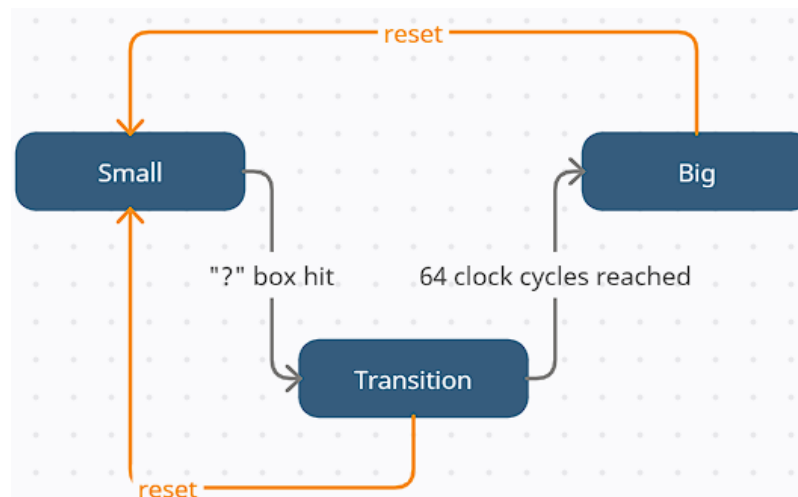 reset
Small
Big
"?" box hit
64 clock cycles reached
Transition
reset